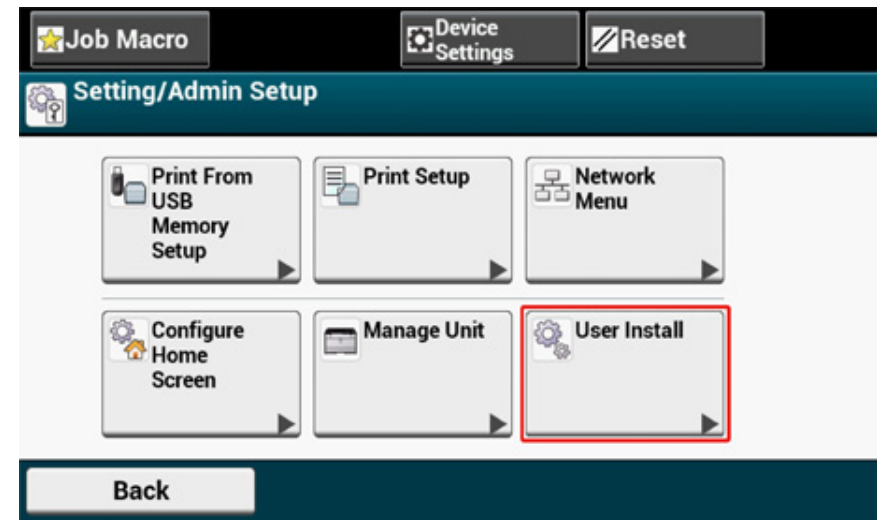 Job Macro
Device
Settings
Reset
Setting/Admin Setup
Print From
USB
Memory
Setup
Print Setup
Network
Menu
Configure
Home
Screen
Manage Unit
User Install
Back